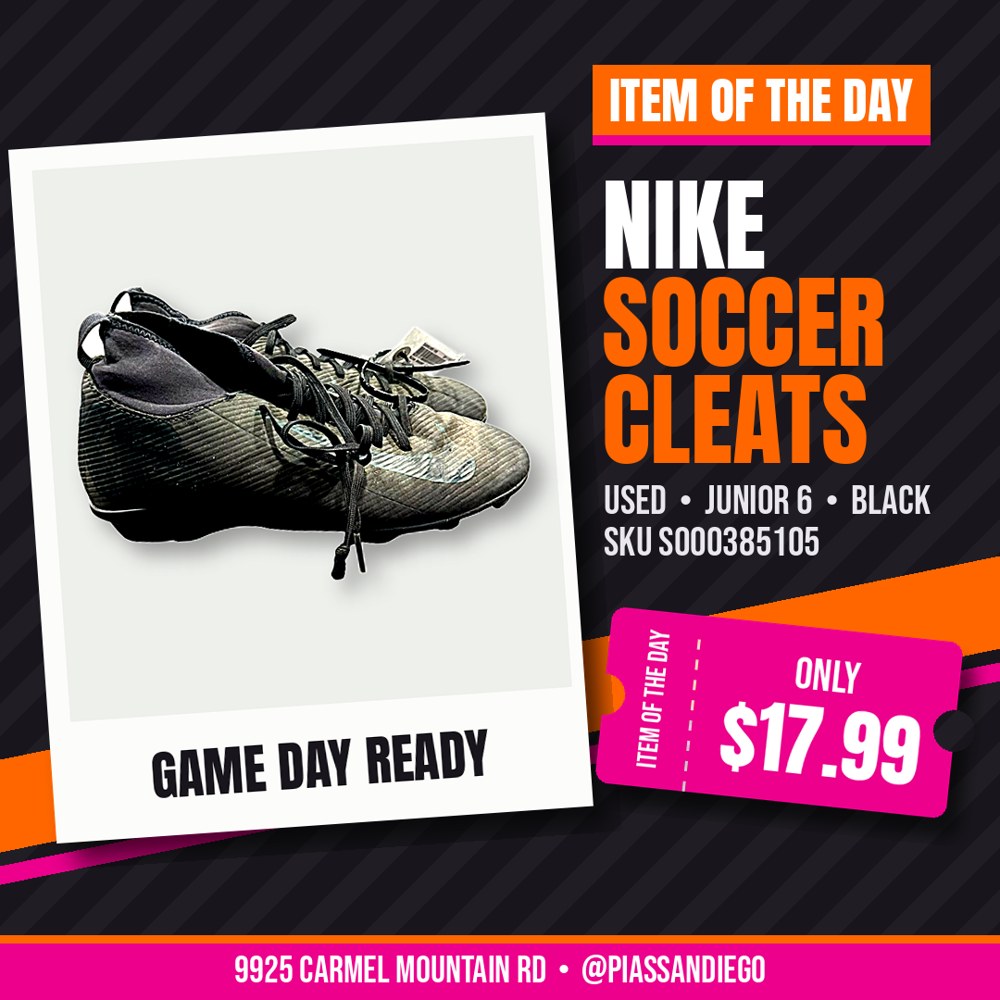 ITEM OF THE DAY
NIKE
SOCCER
CLEATS
USED • JUNIOR 6 • BLACK
SKU S000385105
ITEM OF THE DAY
ONLY
$17.99
GAME DAY READY
9925 CARMEL MOUNTAIN RD • @PIASSANDIEGO